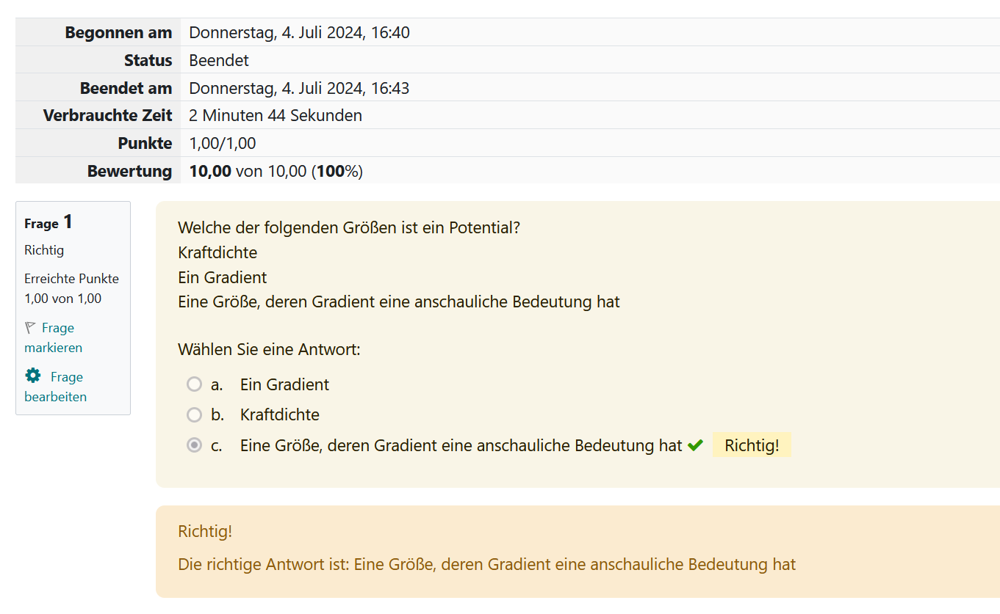 Begonnen am Donnerstag, 4. Juli 2024, 16:40
Status Beendet
Beendet am Donnerstag, 4. Juli 2024, 16:43
Verbrauchte Zeit 2 Minuten 44 Sekunden
Punkte 1,00/1,00
Bewertung 10,00 von 10,00 (100%)
Frage 1
Richtig
Erreichte Punkte
1,00 von 1,00
Frage
markieren
Frage
bearbeiten
Welche der folgenden Größen ist ein Potential?
Kraftdichte
Ein Gradient
Eine Größe, deren Gradient eine anschauliche Bedeutung hat
Wählen Sie eine Antwort:
a. Ein Gradient
b. Kraftdichte
c. Eine Größe, deren Gradient eine anschauliche Bedeutung hat Richtig!
Richtig!
Die richtige Antwort ist: Eine Größe, deren Gradient eine anschauliche Bedeutung hat